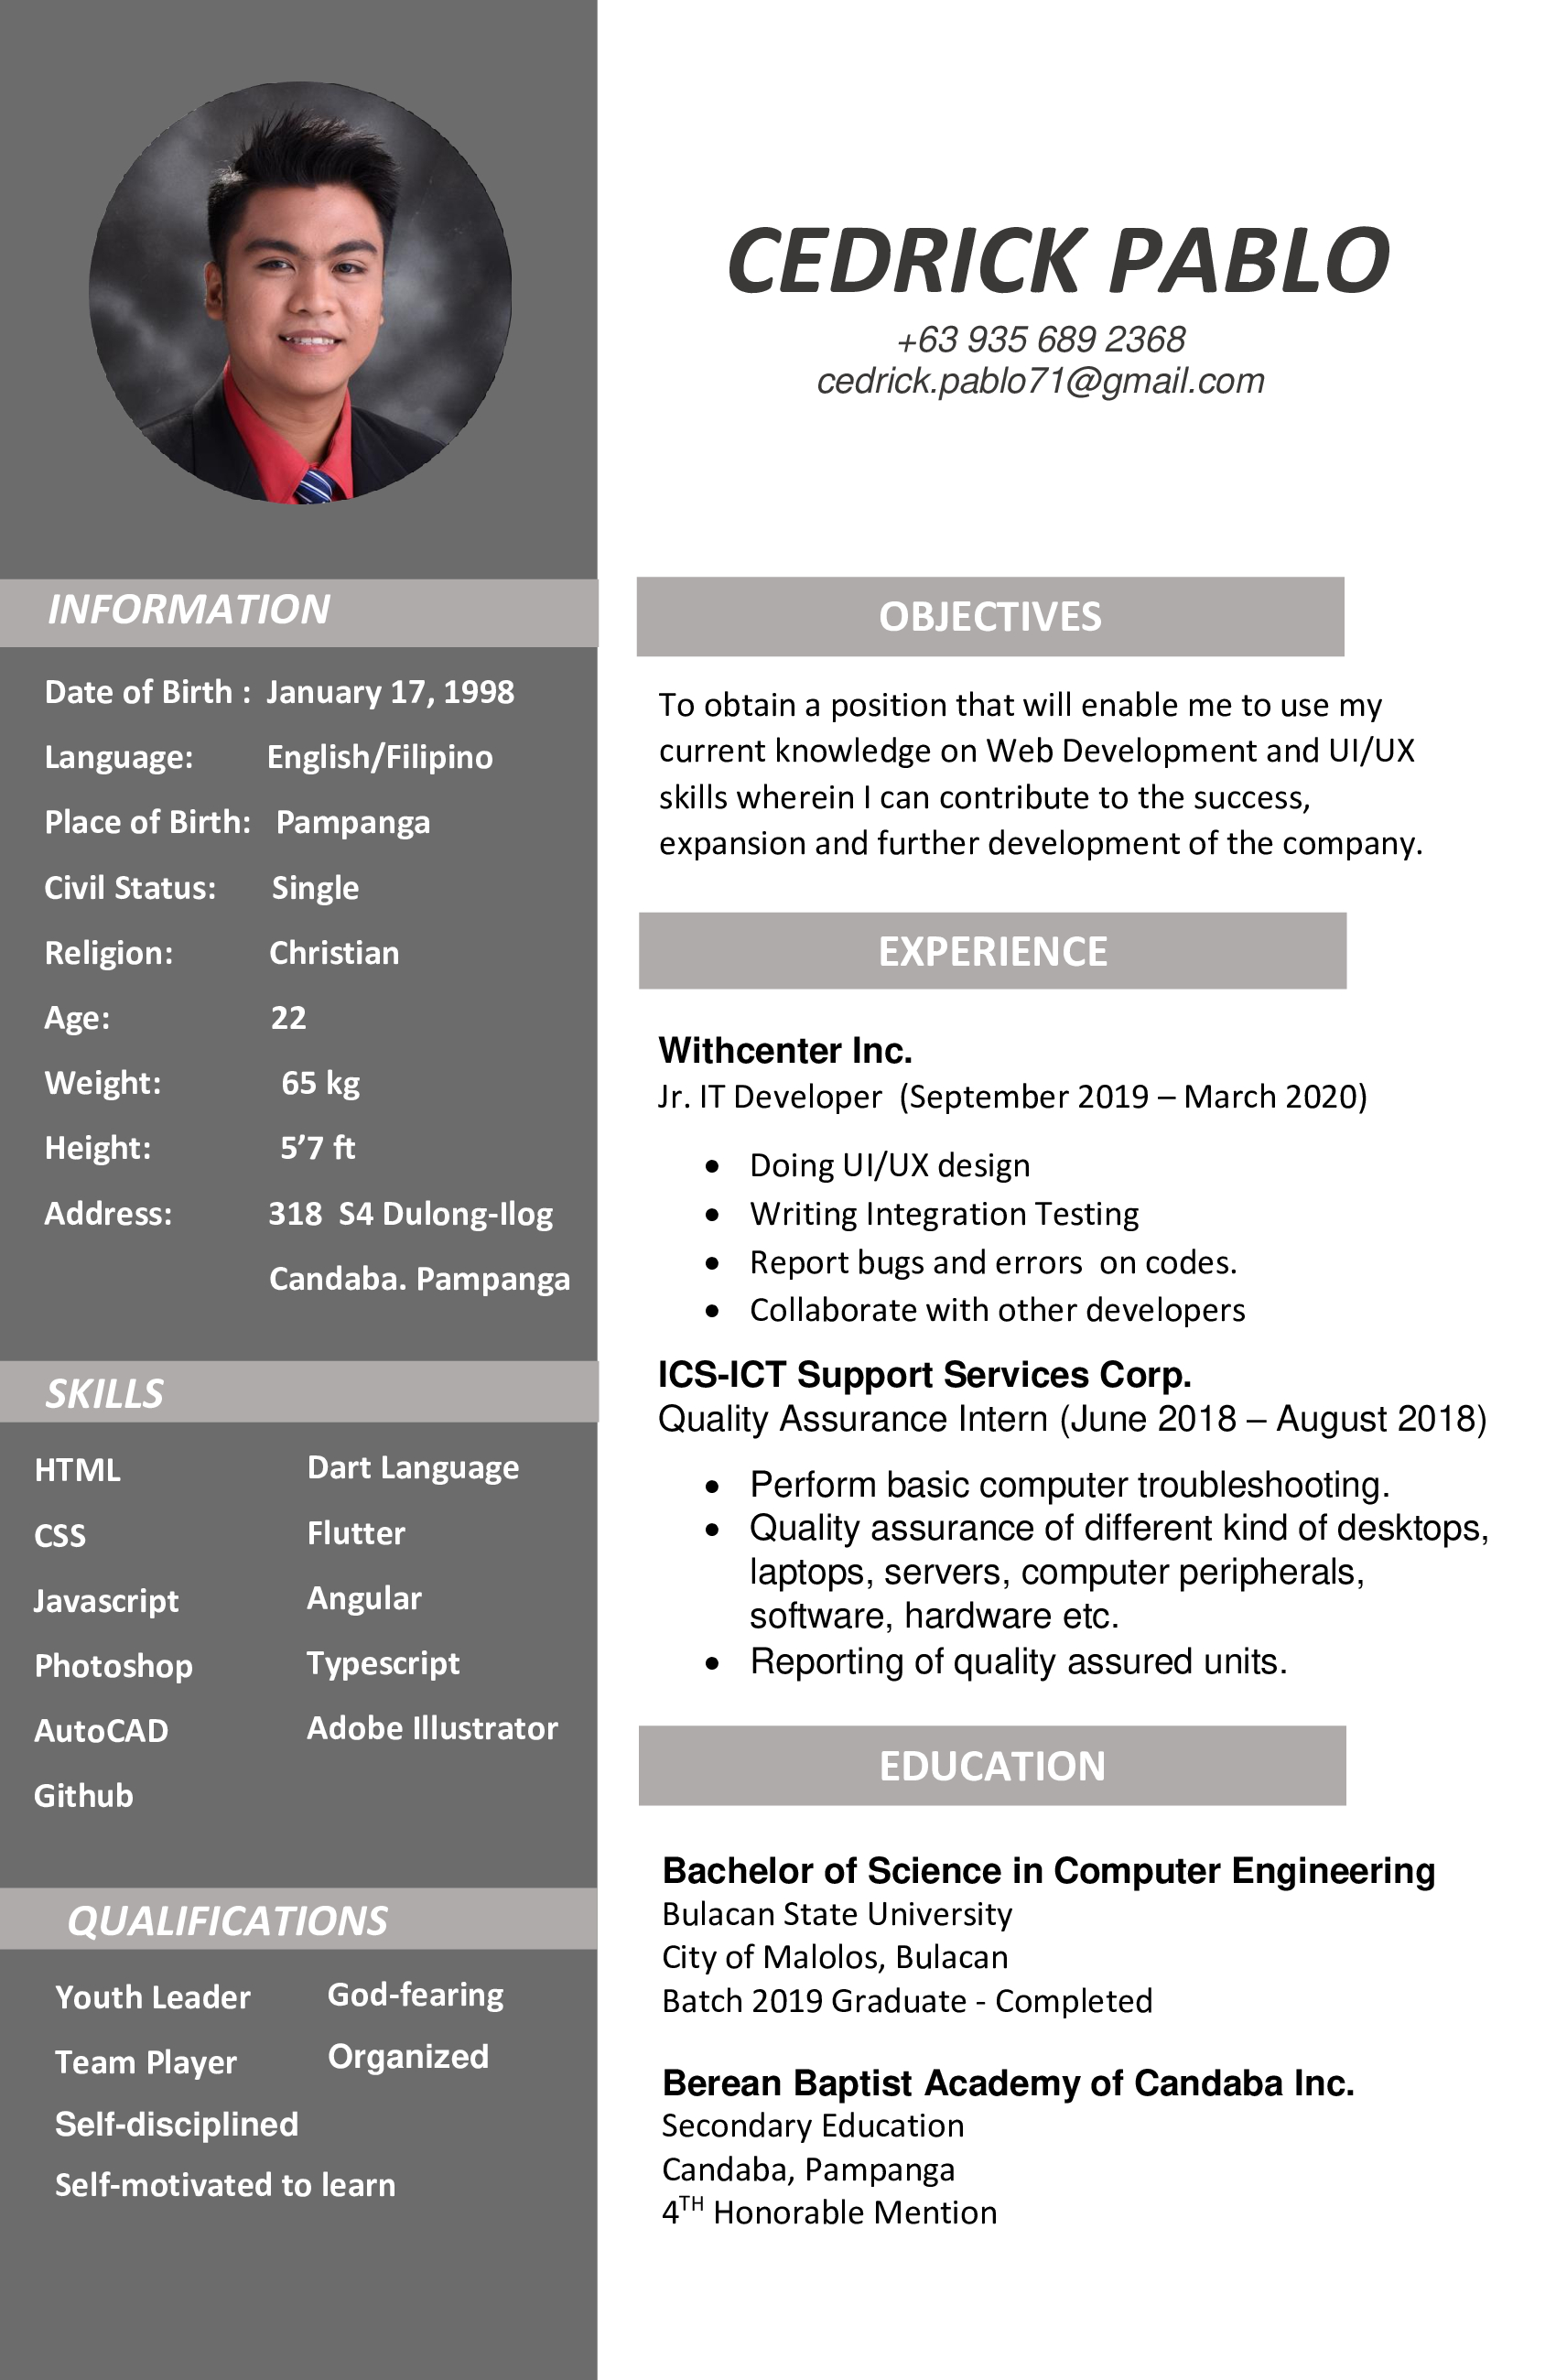 CEDRICK PABLO
+63 935 689 2368
cedrick.pablo71@gmail.com
INFORMATION
Date of Birth : January 17, 1998
Language: English/Filipino
Place of Birth: Pampanga
Civil Status: Single
Religion: Christian
Age: 22
Weight: 65 kg
Height: 5’7 ft
Address: 318 S4 Dulong-Ilog
Candaba. Pampanga
SKILLS
HTML
CSS
Javascript
Photoshop
AutoCAD
Github
Dart Language
Flutter
Angular
Typescript
Adobe Illustrator
QUALIFICATIONS
Youth Leader
Team Player
Self-disciplined
Self-motivated to learn
God-fearing
Organized
OBJECTIVES
To obtain a position that will enable me to use my
current knowledge on Web Development and UI/UX
skills wherein I can contribute to the success,
expansion and further development of the company.
EXPERIENCE
Withcenter Inc.
Jr. IT Developer (September 2019 – March 2020)
• Doing UI/UX design
• Writing Integration Testing
• Report bugs and errors on codes.
• Collaborate with other developers
ICS-ICT Support Services Corp.
Quality Assurance Intern (June 2018 – August 2018)
• Perform basic computer troubleshooting.
• Quality assurance of different kind of desktops,
laptops, servers, computer peripherals,
software, hardware etc.
• Reporting of quality assured units.
EDUCATION
Bachelor of Science in Computer Engineering
Bulacan State University
City of Malolos, Bulacan
Batch 2019 Graduate - Completed
Berean Baptist Academy of Candaba Inc.
Secondary Education
Candaba, Pampanga
4TH Honorable Mention